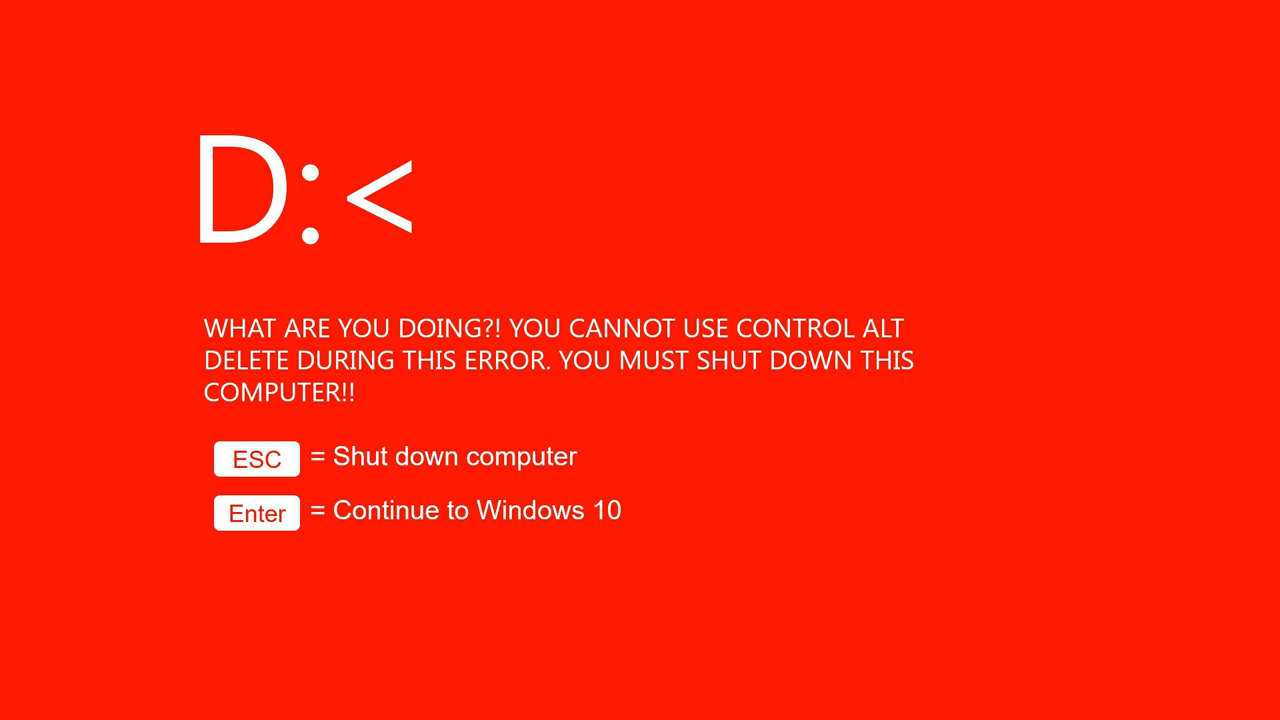 D:<
WHAT ARE YOU DOING?! YOU CANNOT USE CONTROL ALT
DELETE DURING THIS ERROR. YOU MUST SHUT DOWN THIS
COMPUTER!!
ESC = Shut down computer
Enter = Continue to Windows 10